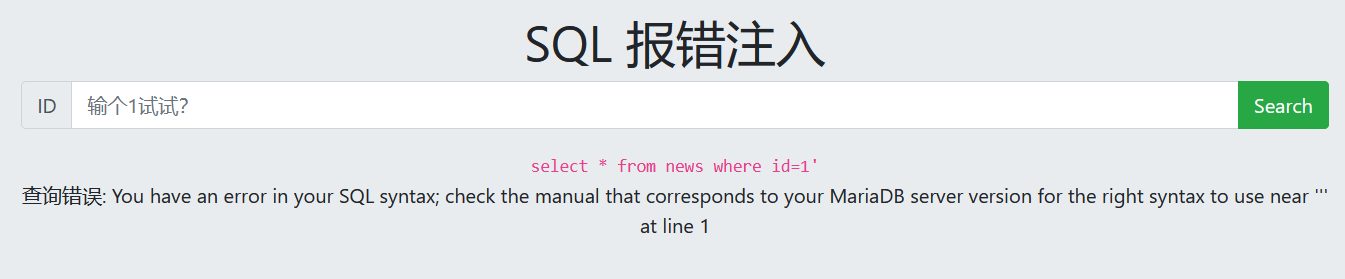 SQL 报错注入
ID 输个1试试? Search
select * from news where id=1'
查询错误: You have an error in your SQL syntax; check the manual that corresponds to your MariaDB server version for the right syntax to use near '''
at line 1